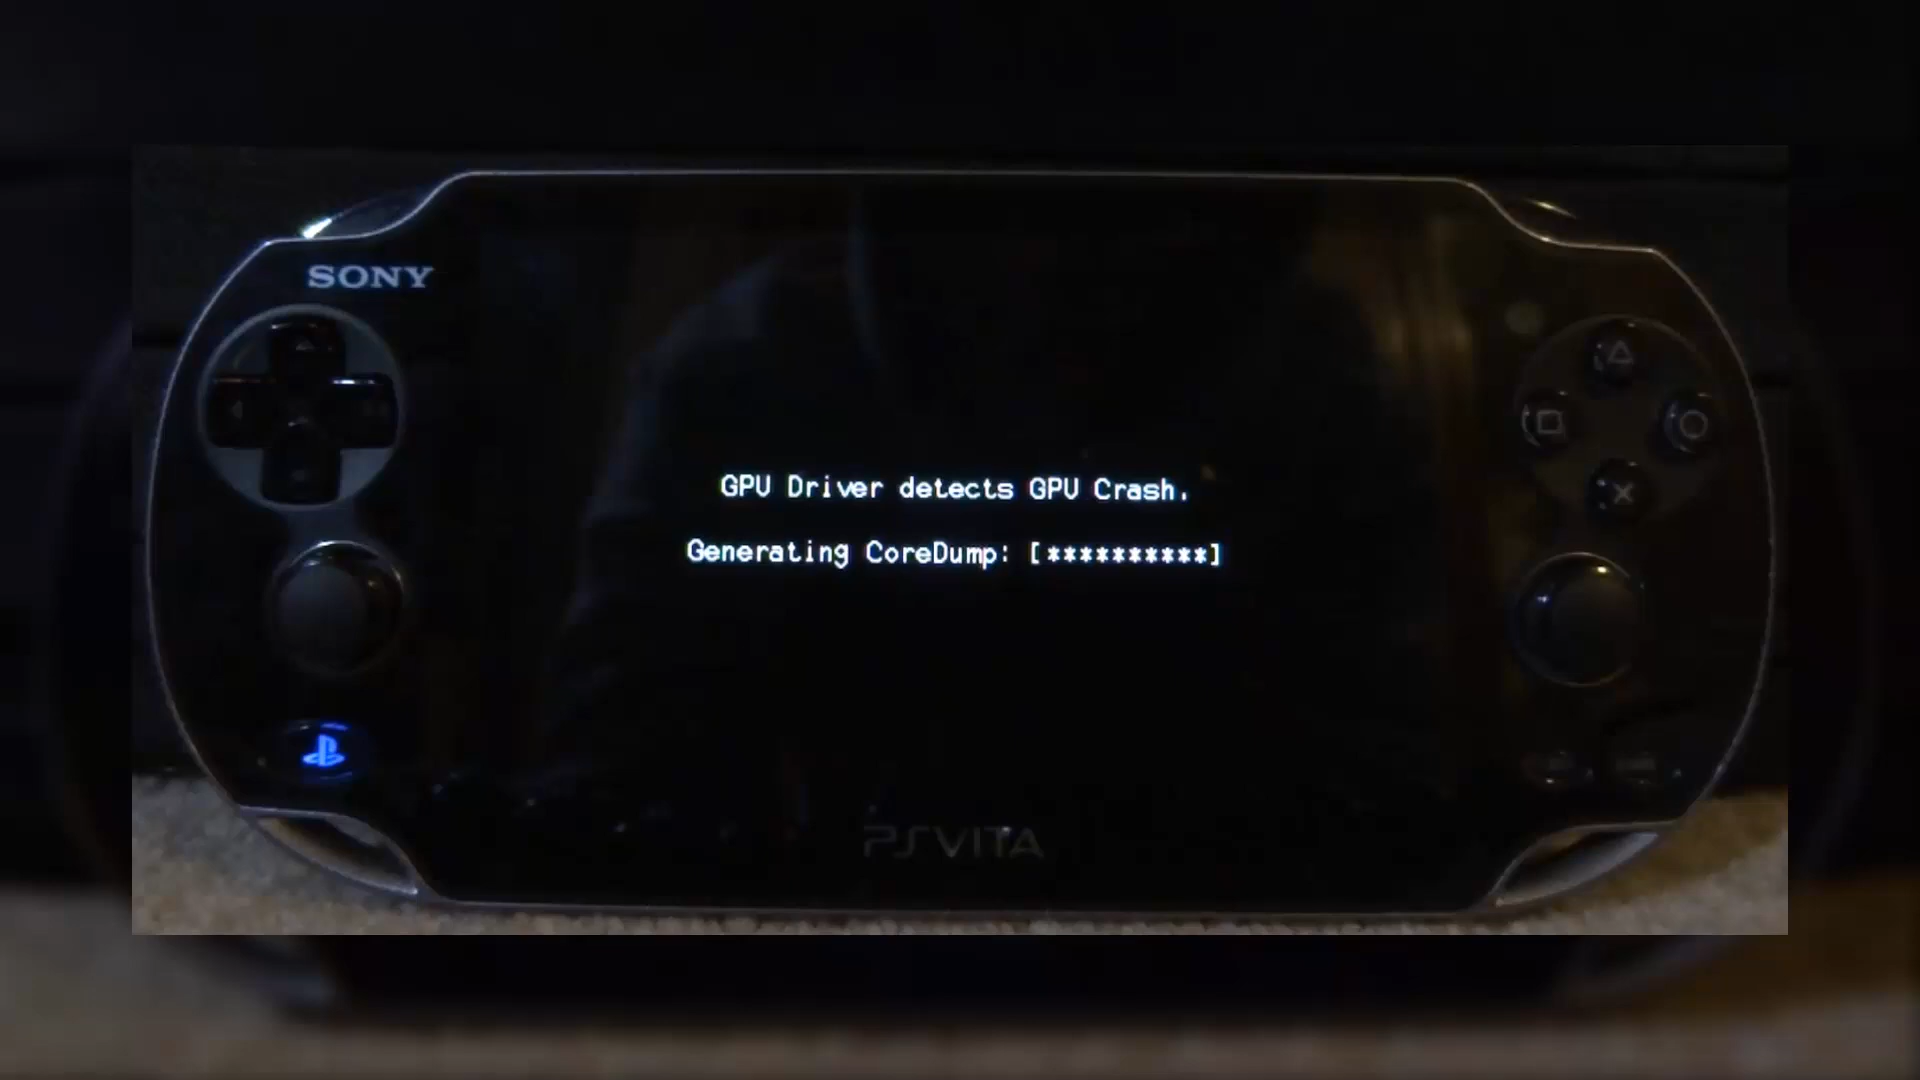 SONY
GPU Driver detects GPU Crash.
Generating CoreDump: [**********]
PSVITA